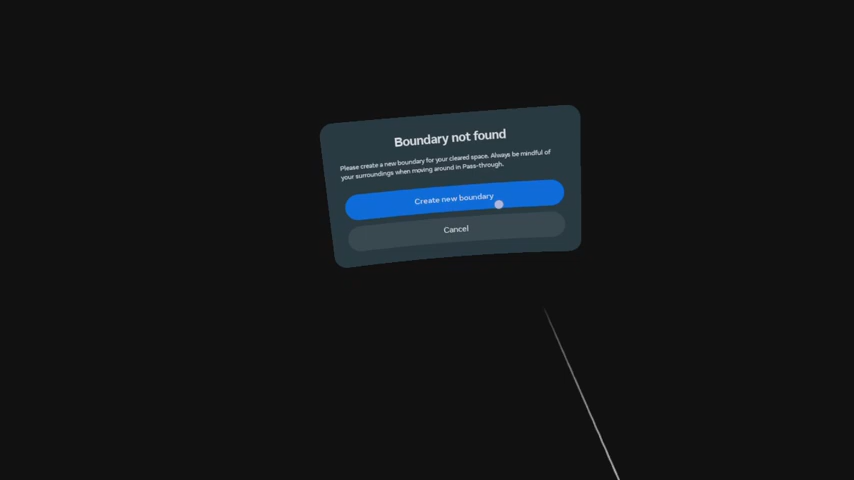 Boundary not found
Please create a new boundary for your cleared space. Always be mindful of
your surroundings when moving around in Pass-through.
Create new boundary
Cancel